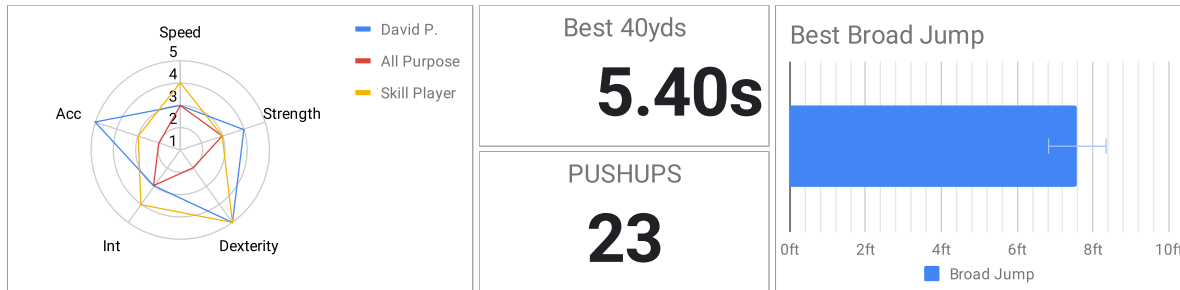 Speed
5
4
3
2
1
Acc
Strength
Int
Dexterity
David P.
All Purpose
Skill Player
Best 40yds
5.40s
PUSHUPS
23
Best Broad Jump
0ft 2ft 4ft 6ft 8ft 10ft
Broad Jump